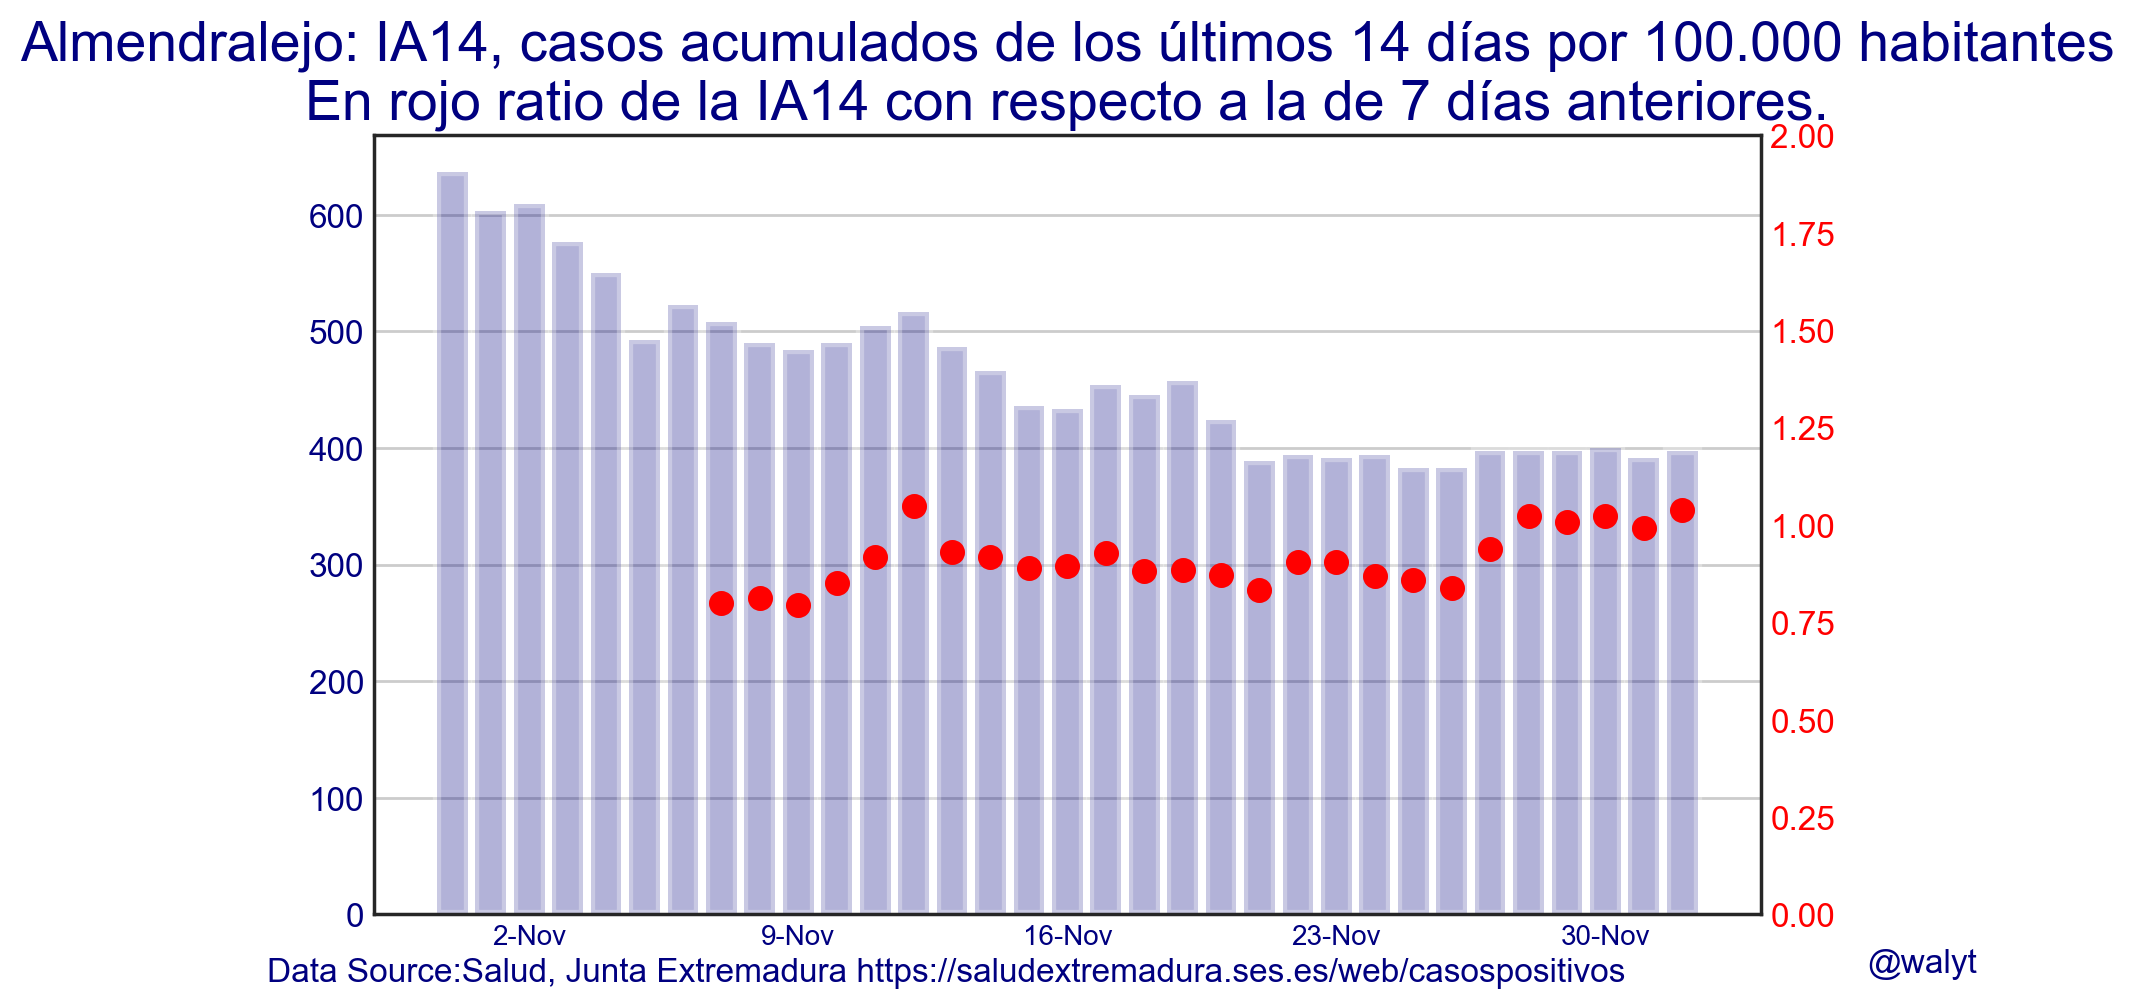 Almendralejo: IA14, casos acumulados de los últimos 14 días por 100.000 habitantes
En rojo ratio de la IA14 con respecto a la de 7 días anteriores.
600
500
400
300
200
100
0
2.00
1.75
1.50
1.25
1.00
0.75
0.50
0.25
0.00
2-Nov
9-Nov
16-Nov
23-Nov
30-Nov
Data Source:Salud, Junta Extremadura https://saludextremadura.ses.es/web/casospositivos
@walyt